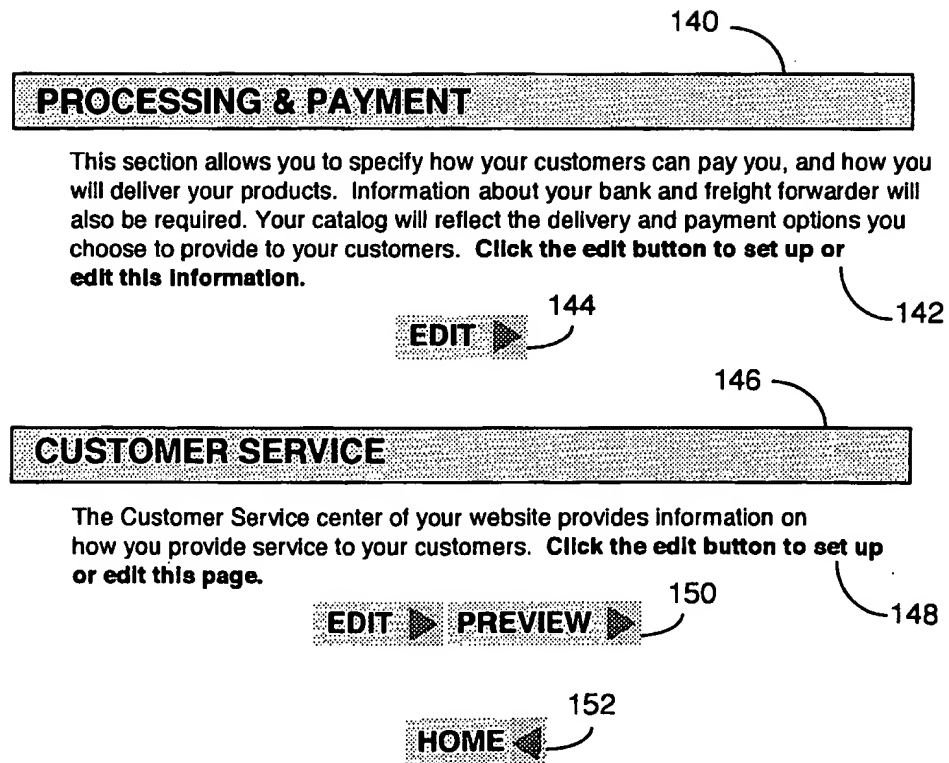 140
PROCESSING & PAYMENT
This section allows you to specify how your customers can pay you, and how you
will deliver your products. Information about your bank and freight forwarder will
also be required. Your catalog will reflect the delivery and payment options you
choose to provide to your customers. Click the edit button to set up or
edit this information.
142
144
EDIT
146
CUSTOMER SERVICE
The Customer Service center of your website provides information on
how you provide service to your customers. Click the edit button to set up
or edit this page.
148
150
EDIT PREVIEW
152
HOME